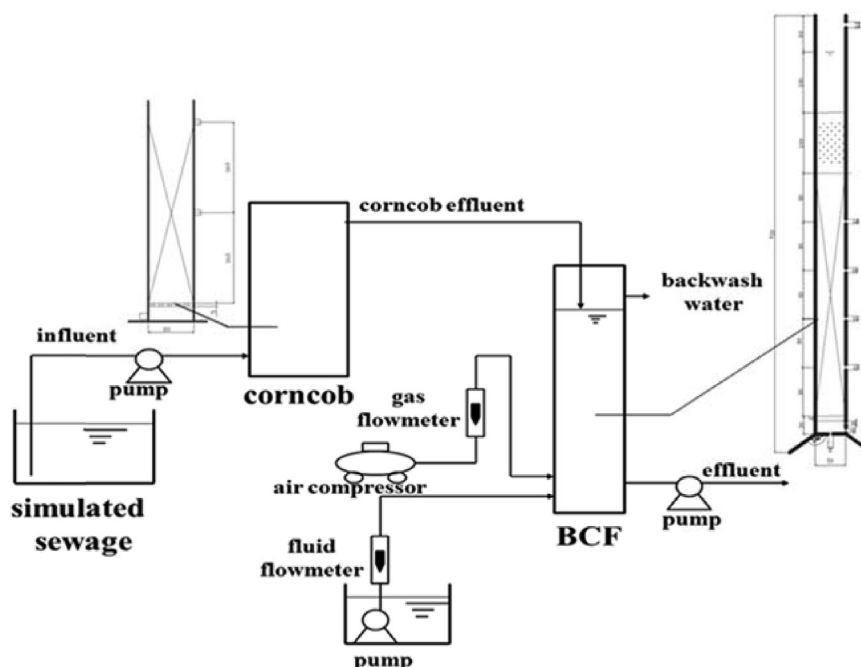 corncob effluent
backwash
water
influent
pump
corncob
gas
flowmeter
simulated
sewage
air compressor
effluent
pump
BCF
fluid
flowmeter
pump